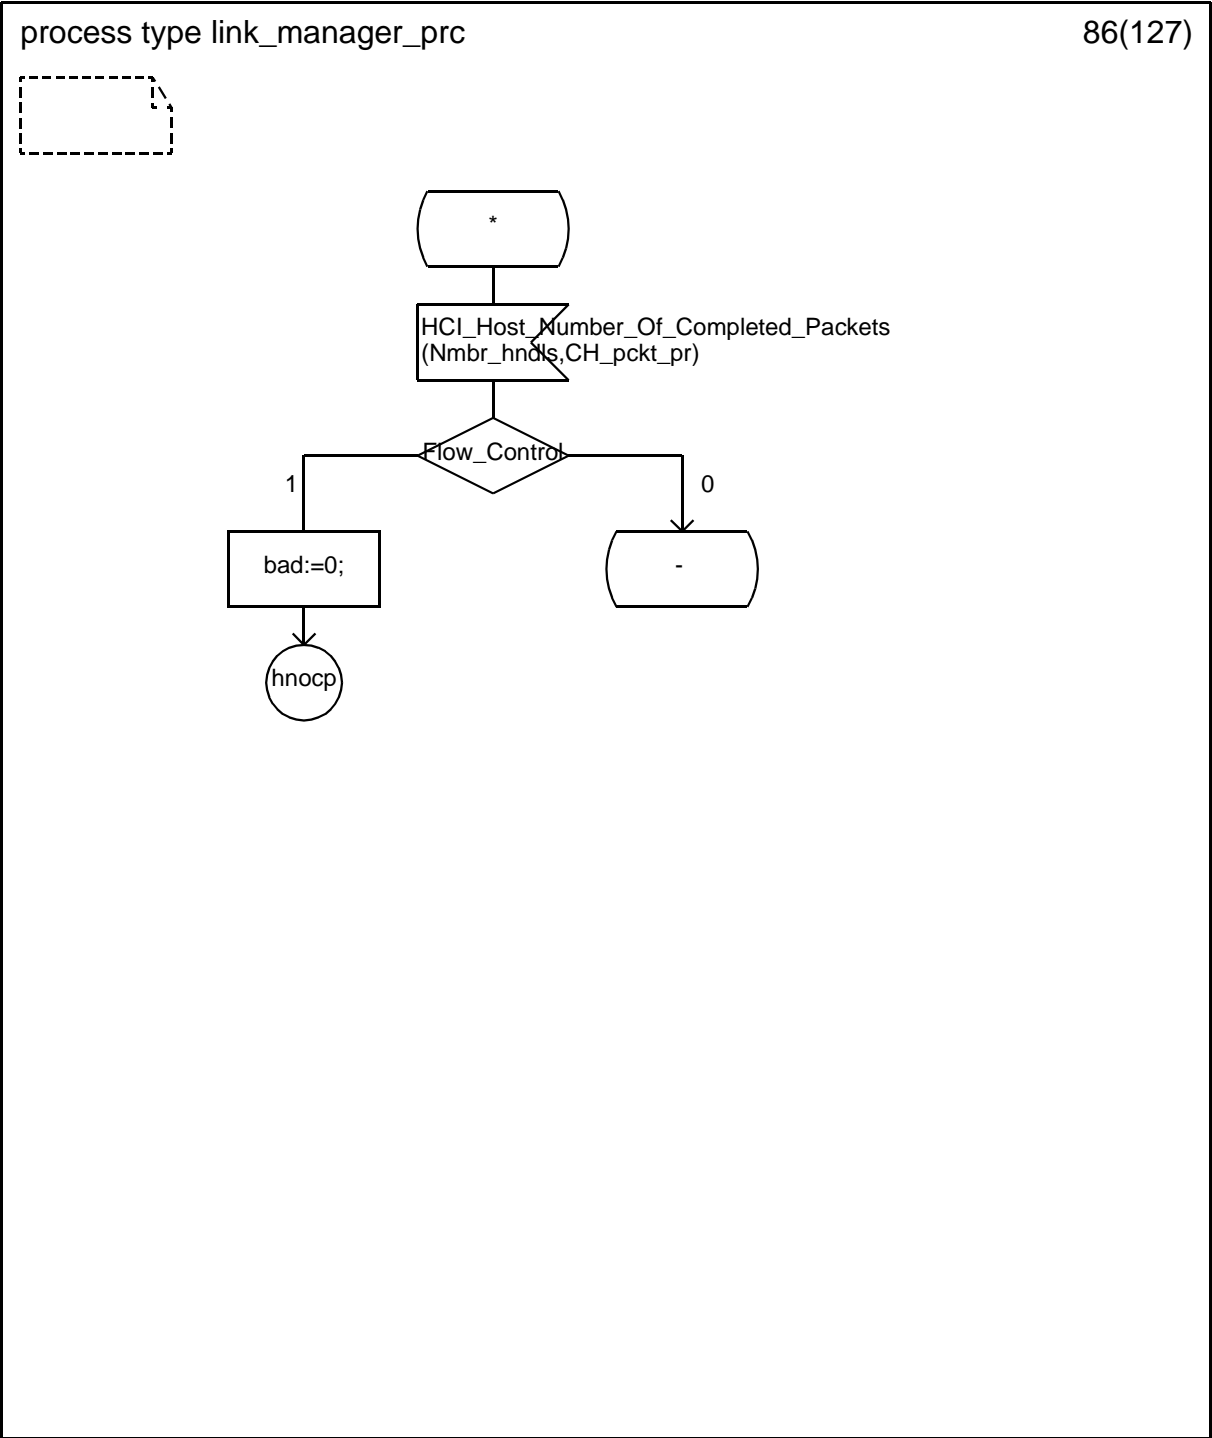 process type link_manager_prc
86(127)
*
HCI_Host_Number_Of_Completed_Packets
(Nmbr_hndls,CH_pckt_pr)
Flow_Control
1
0
bad:=0;
-
hnocp